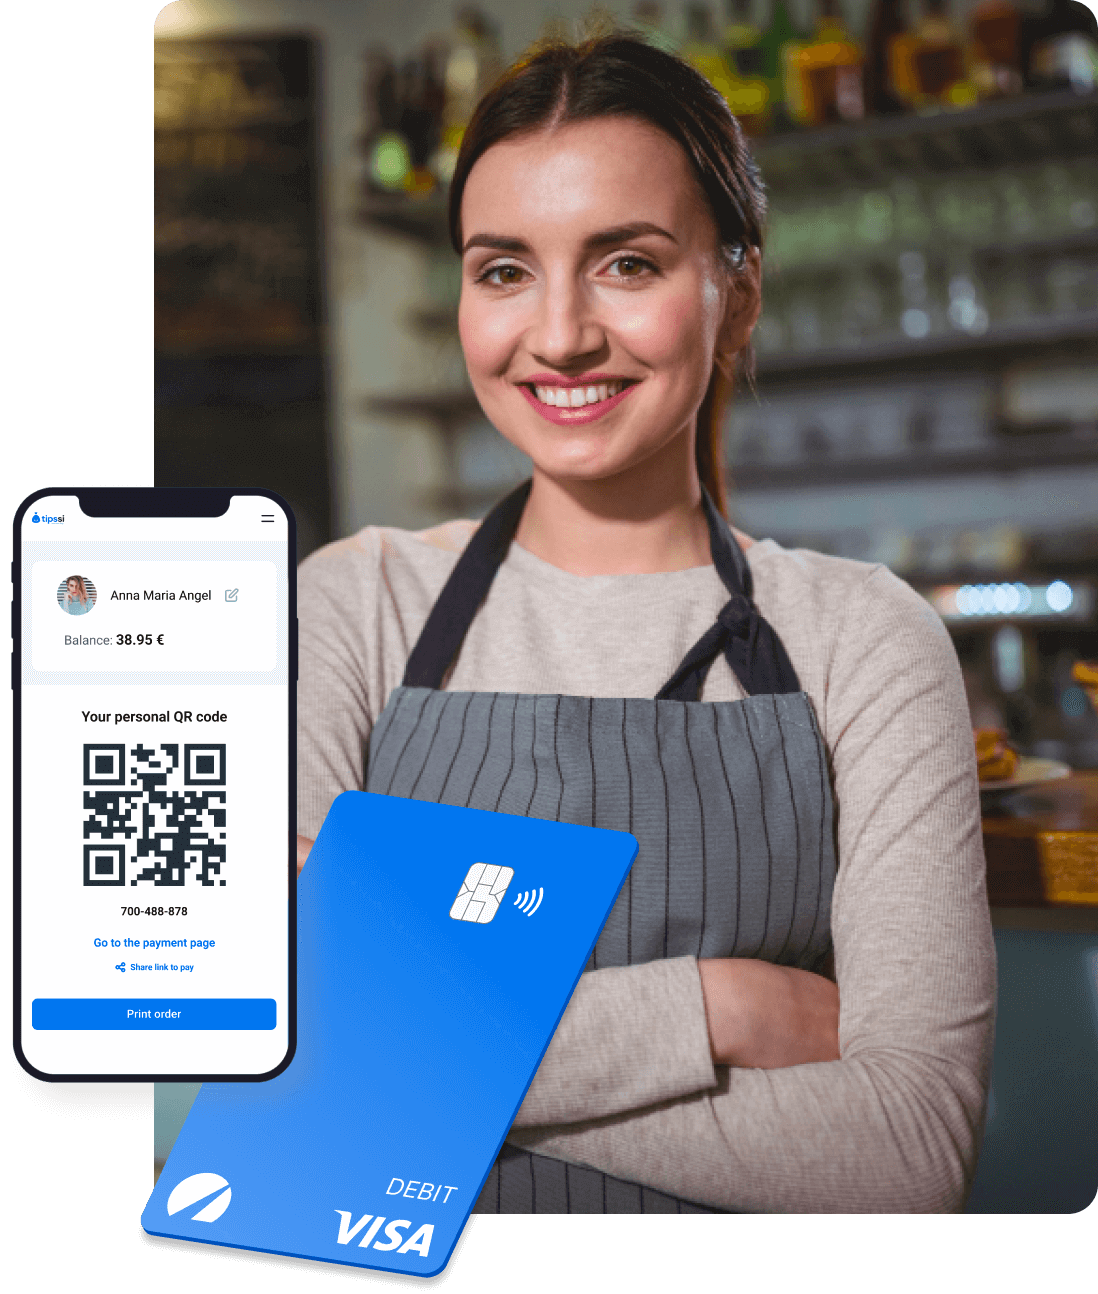 tipssi
Anna Maria Angel
Balance: 38.95 €
Your personal QR code
700-488-878
Go to the payment page
Share link to pay
Print order
DEBIT
VISA